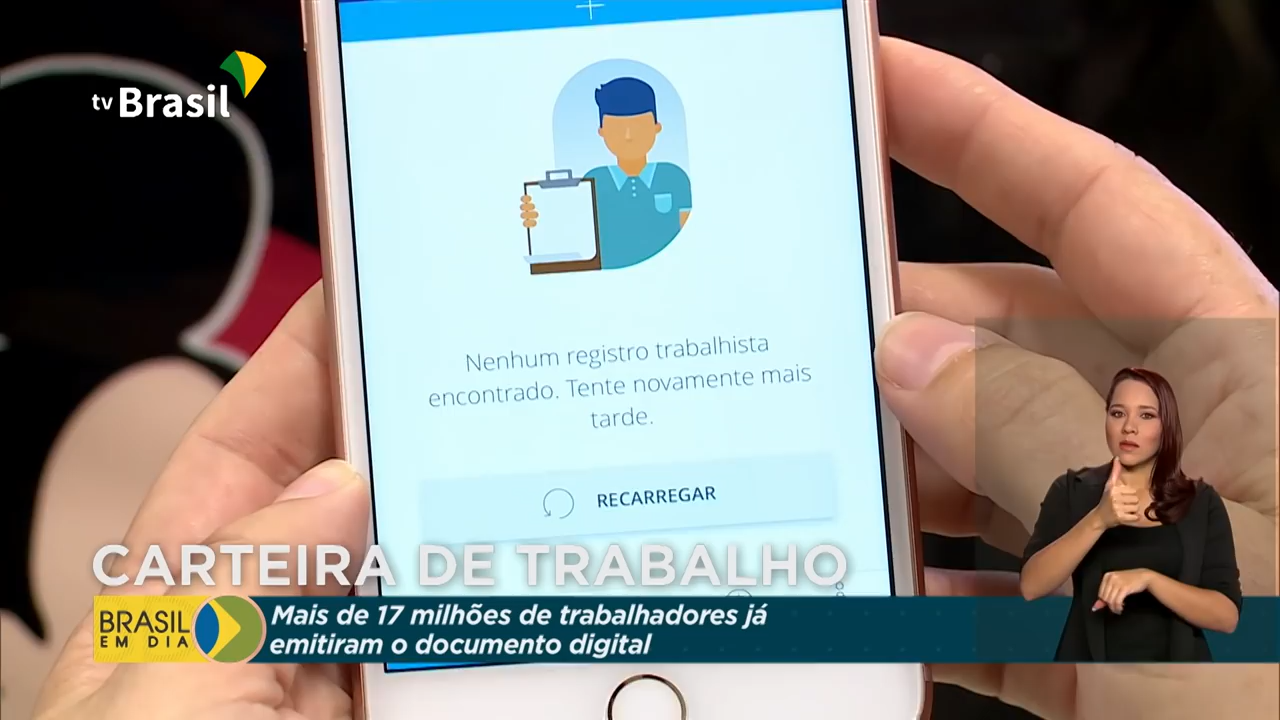 tv Brasil
Nenhum registro trabalhista
encontrado. Tente novamente mais
tarde.
RECARREGAR
CARTEIRA DE TRABALHO
BRASIL
EM DIA
Mais de 17 milhões de trabalhadores já
emitiram o documento digital